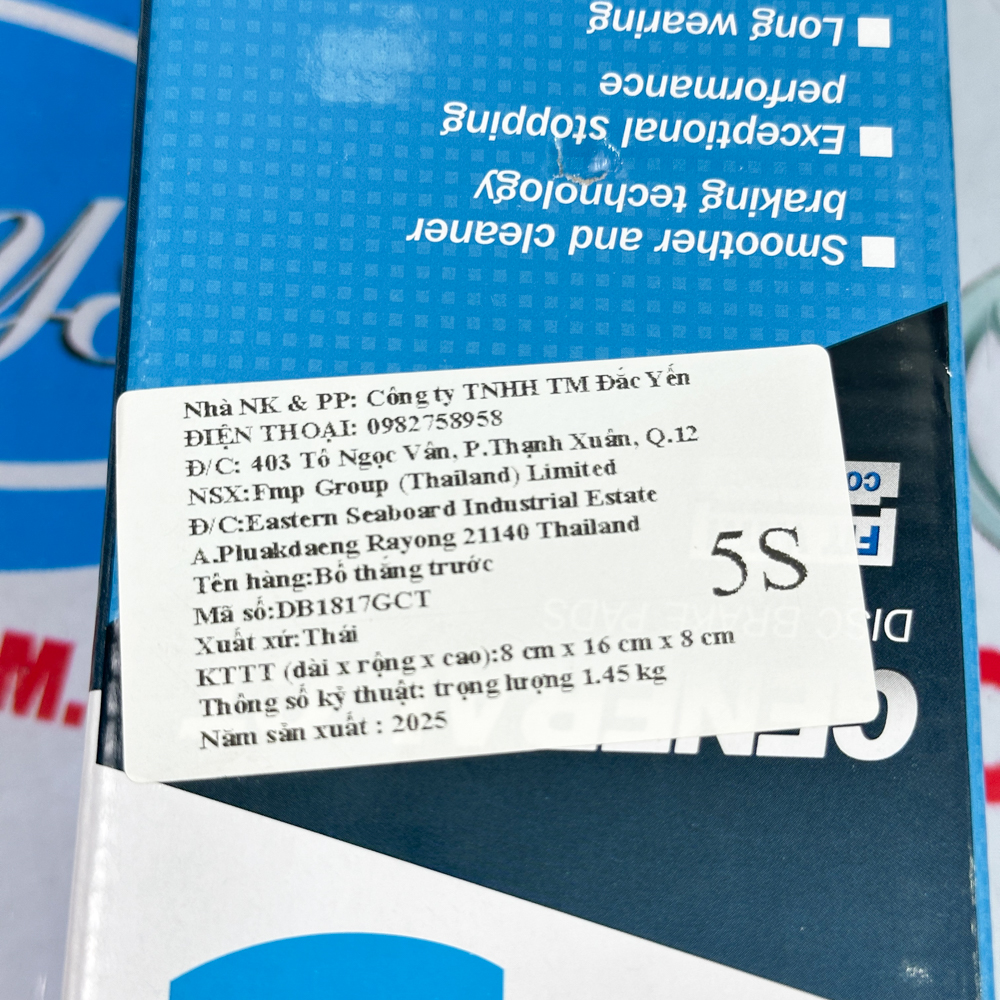 Long wearing
performance
Exceptional stopping
braking technology
Smoother and cleaner
Nhà NK & PP: Công ty TNHH TM Đắc Yến
ĐIỆN THOẠI: 0982758958
Đ/C: 403 Tô Ngọc Vân, P.Thạnh Xuân, Q.12
NSX:Fmp Group (Thailand) Limited
Đ/C:Eastern Seaboard Industrial Estate
A.Pluakdaeng Rayong 21140 Thailand
Tên hàng:Bố thắng trước
Mã số:DB1817GCT
Xuất xứ:Thái
KTTT (dài x rộng x cao):8 cm x 16 cm x 8 cm
Thông số kỹ thuật: trọng lượng 1.45 kg
Năm sản xuất : 2025
5S
DISC BRAKE PADS
M.